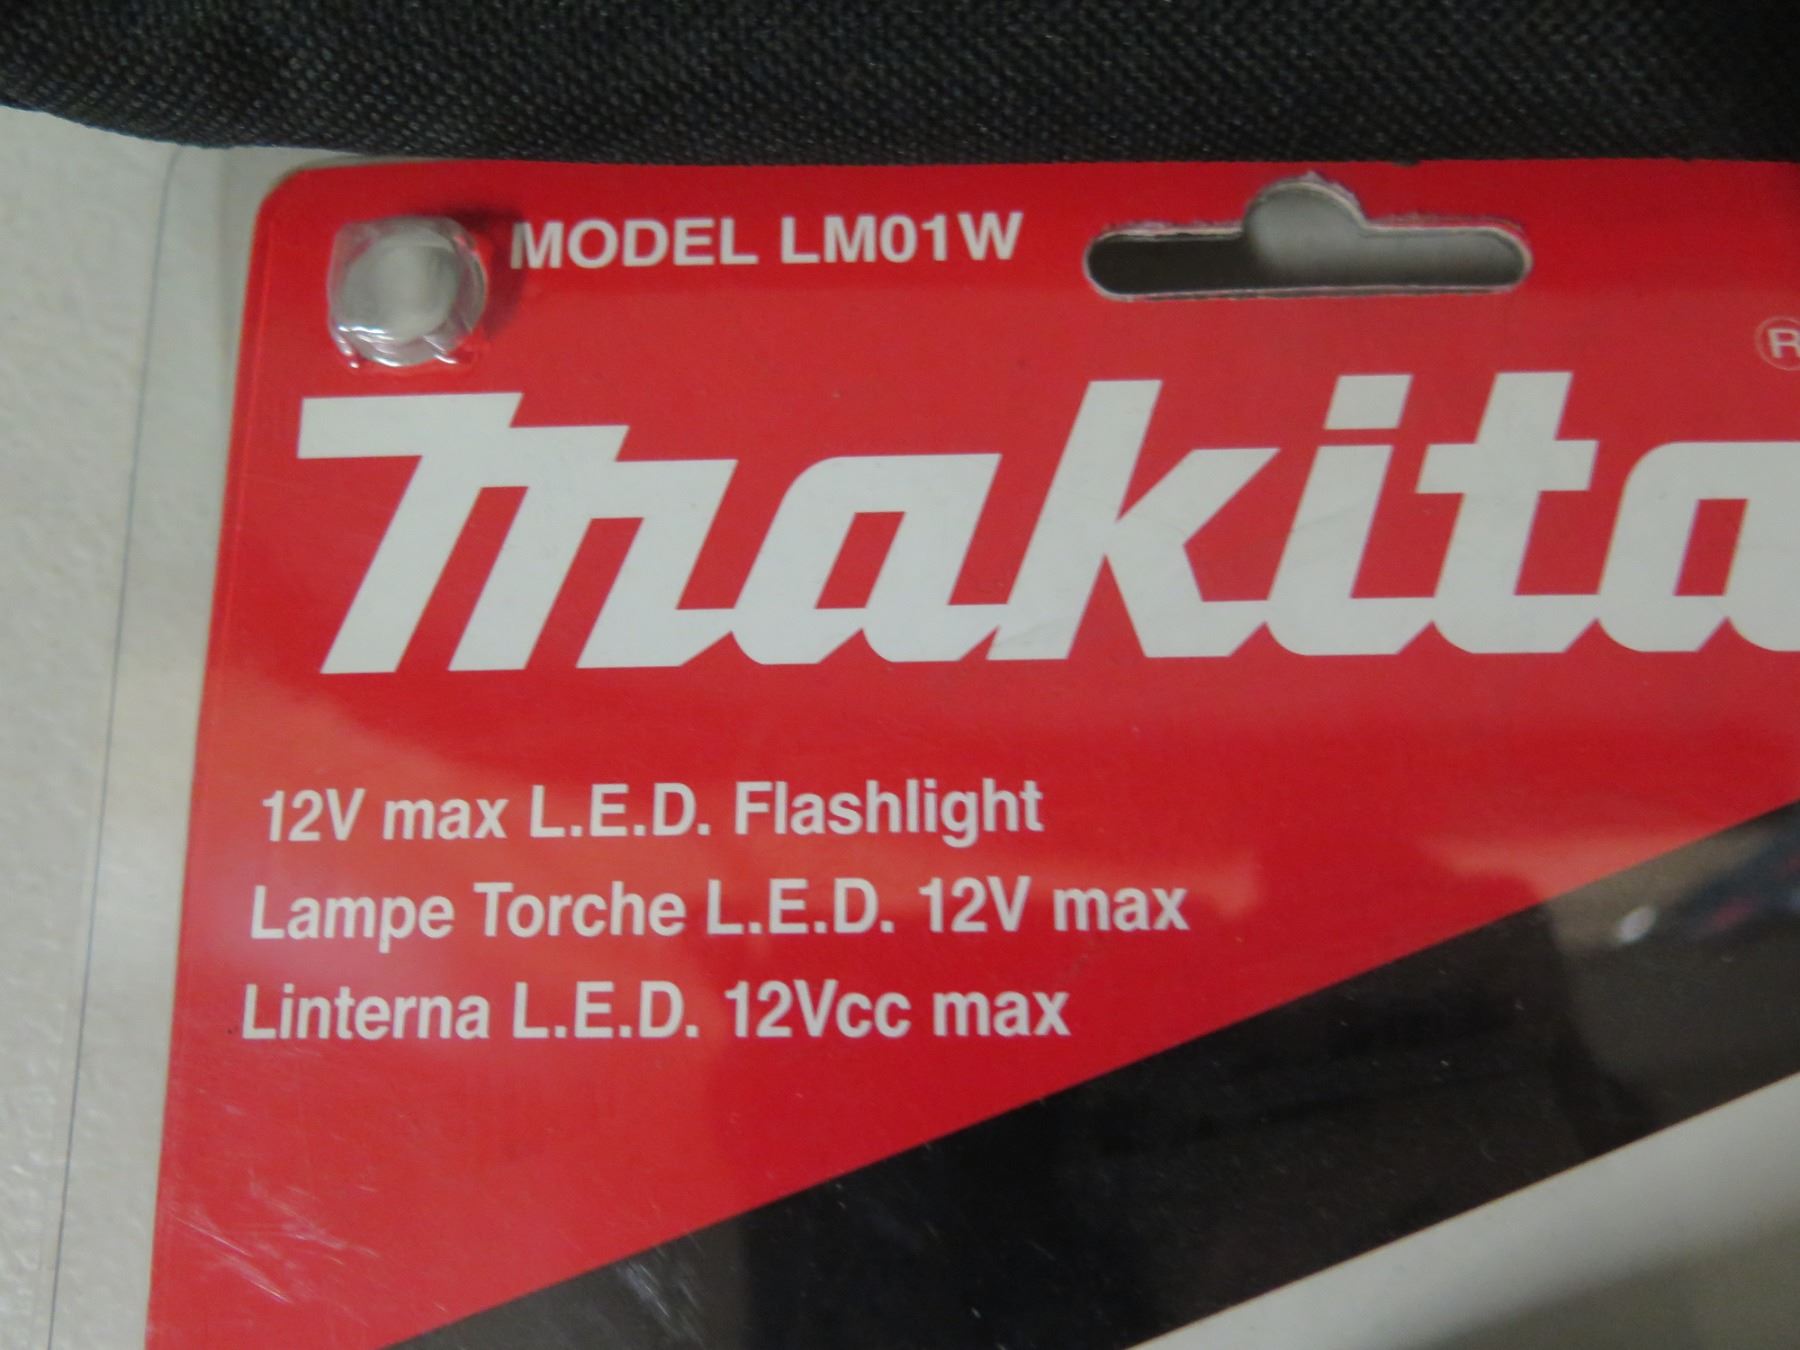 MODEL LM01W
makita®
12V max L.E.D. Flashlight
Lampe Torche L.E.D. 12V max
Linterna L.E.D. 12Vcc max